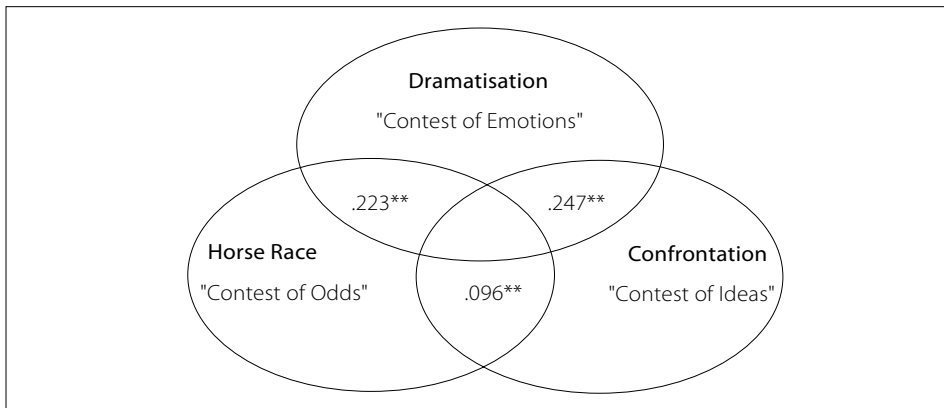 Dramatisation
"Contest of Emotions"
.223**
.247**
Horse Race
"Contest of Odds"
Confrontation
"Contest of Ideas"
.096**